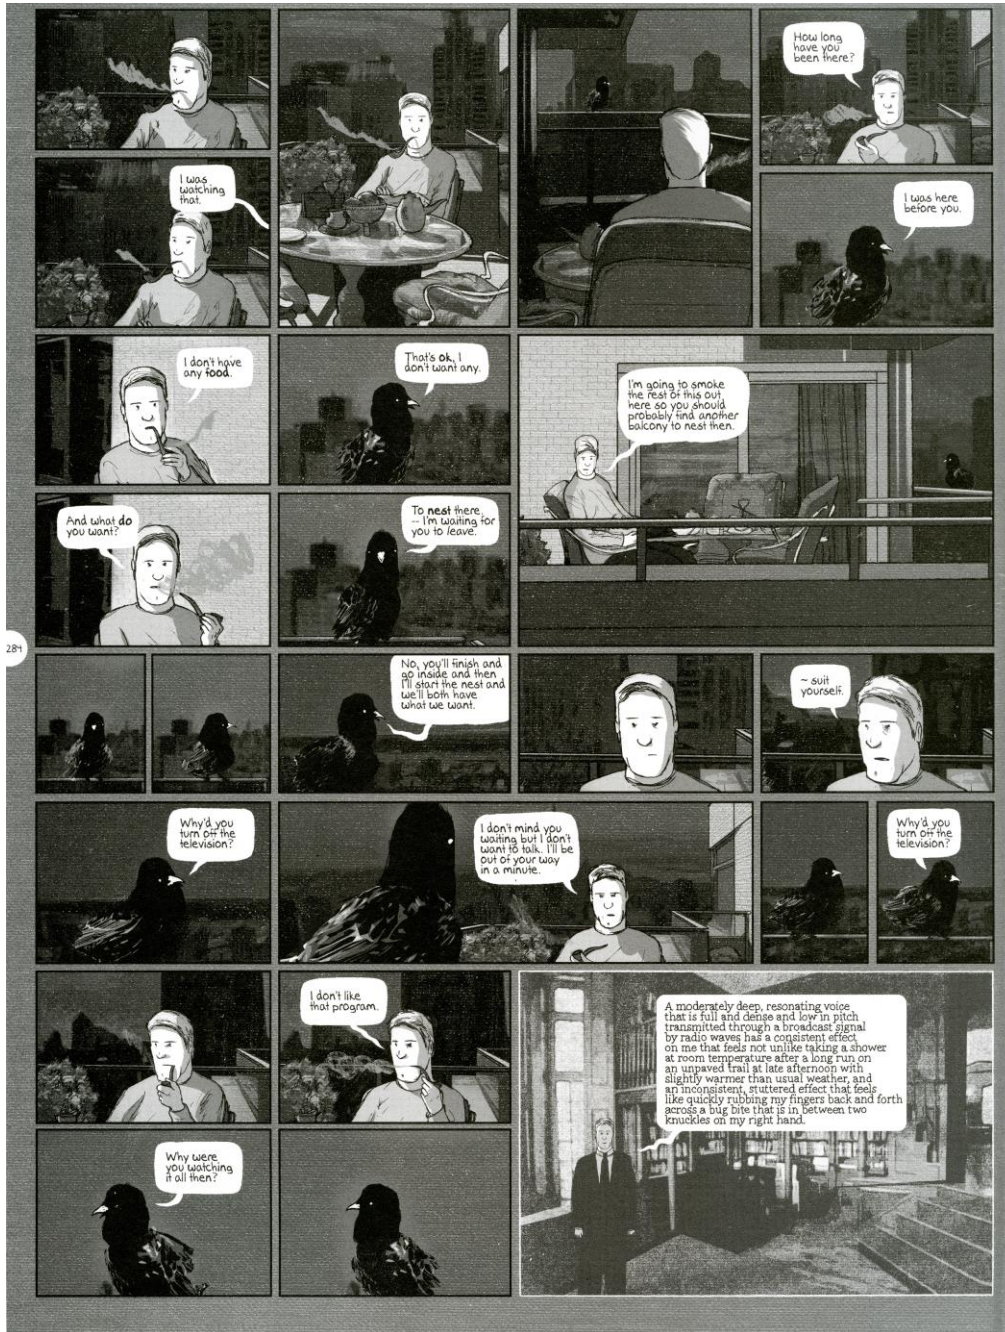 I was
watching
that.
How long
have you
been there?
I was here
before you.
I don't have
any food.
That's ok, I
don't want any.
And what do
you want?
To nest there.
-- I'm waiting for
you to leave.
I'm going to smoke
the rest of this out
here so you should
probably find another
balcony to nest then.
284
No, you'll finish and
go inside and then
I'll start the nest and
we'll both have
what we want.
~ suit
yourself.
Why'd you
turn off the
television?
I don't mind you
waiting but I don't
want to talk. I'll be
out of your way
in a minute.
Why'd you
turn off the
television?
I don't like
that program.
Why were
you watching
it all then?
A moderately deep, resonating voice
that is full and dense and low in pitch
transmitted through a broadcast signal
by radio waves has a consistent effect
on me that feels not unlike taking a shower
at room temperature after a long run on
an unpaved trail at late afternoon with
slightly warmer than usual weather, and
an inconsistent, stuttered effect that feels
like quickly rubbing my fingers back and forth
across a bug bite that is in between two
knuckles on my right hand.